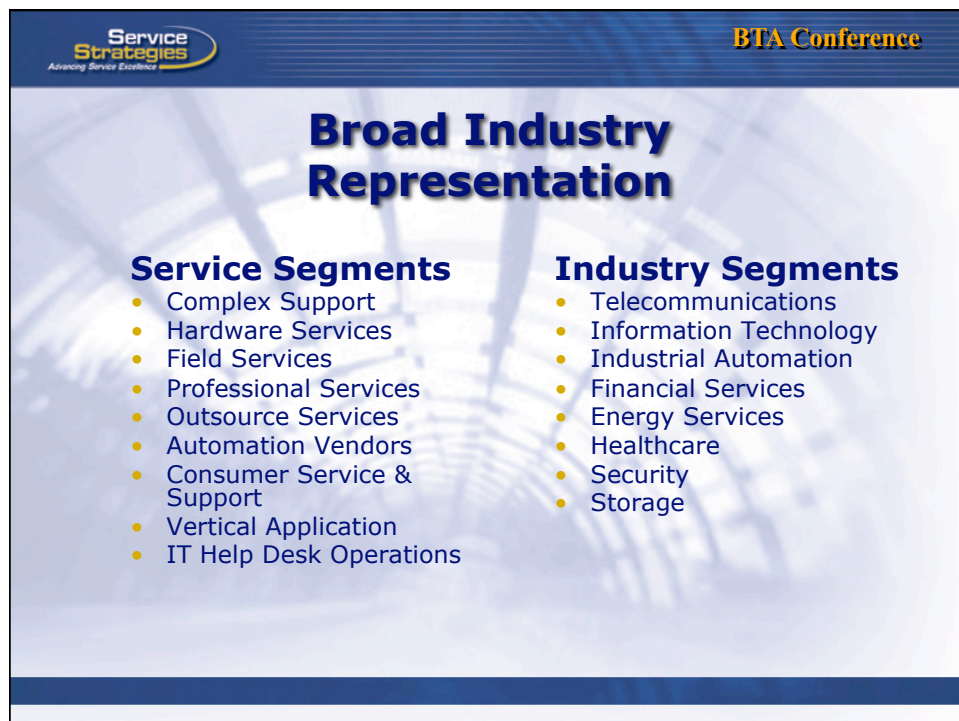 Service
Strategies
Advancing Service Excellence
BTA Conference
Broad Industry
Representation
Service Segments
• Complex Support
• Hardware Services
• Field Services
• Professional Services
• Outsource Services
• Automation Vendors
• Consumer Service &
Support
• Vertical Application
• IT Help Desk Operations
Industry Segments
• Telecommunications
• Information Technology
• Industrial Automation
• Financial Services
• Energy Services
• Healthcare
• Security
• Storage